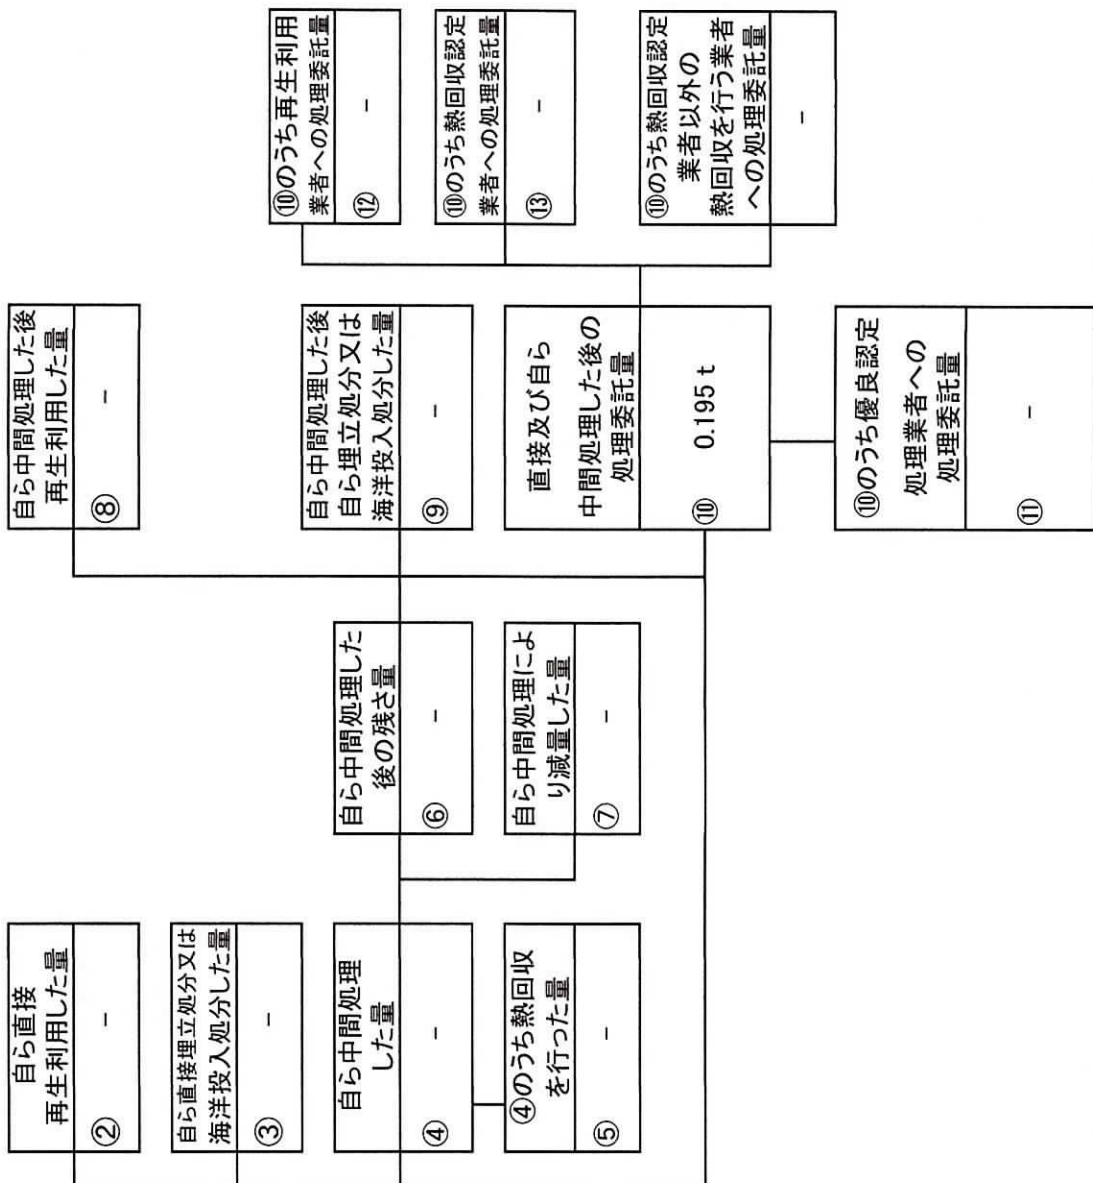 自ら直接
再生利用した量
②
-
自ら直接埋立処分又は
海洋投入処分した量
③
-
自ら中間処理
した量
④
-
④のうち熱回収
を行った量
⑤
-
自ら中間処理した
後の残さ量
⑥
-
自ら中間処理によ
り減量した量
⑦
-
自ら中間処理した後
再生利用した量
⑧
-
自ら中間処理した後
自ら埋立処分又は
海洋投入処分した量
⑨
-
直接及び自ら
中間処理した後の
処理委託量
⑩
0.195 t
⑩のうち優良認定
処理業者への
処理委託量
⑪
-
⑩のうち再生利用
業者への処理委託量
⑫
-
⑩のうち熱回収認定
業者への処理委託量
⑬
-
⑩のうち熱回収認定
業者以外の
熱回収を行う業者
への処理委託量
-